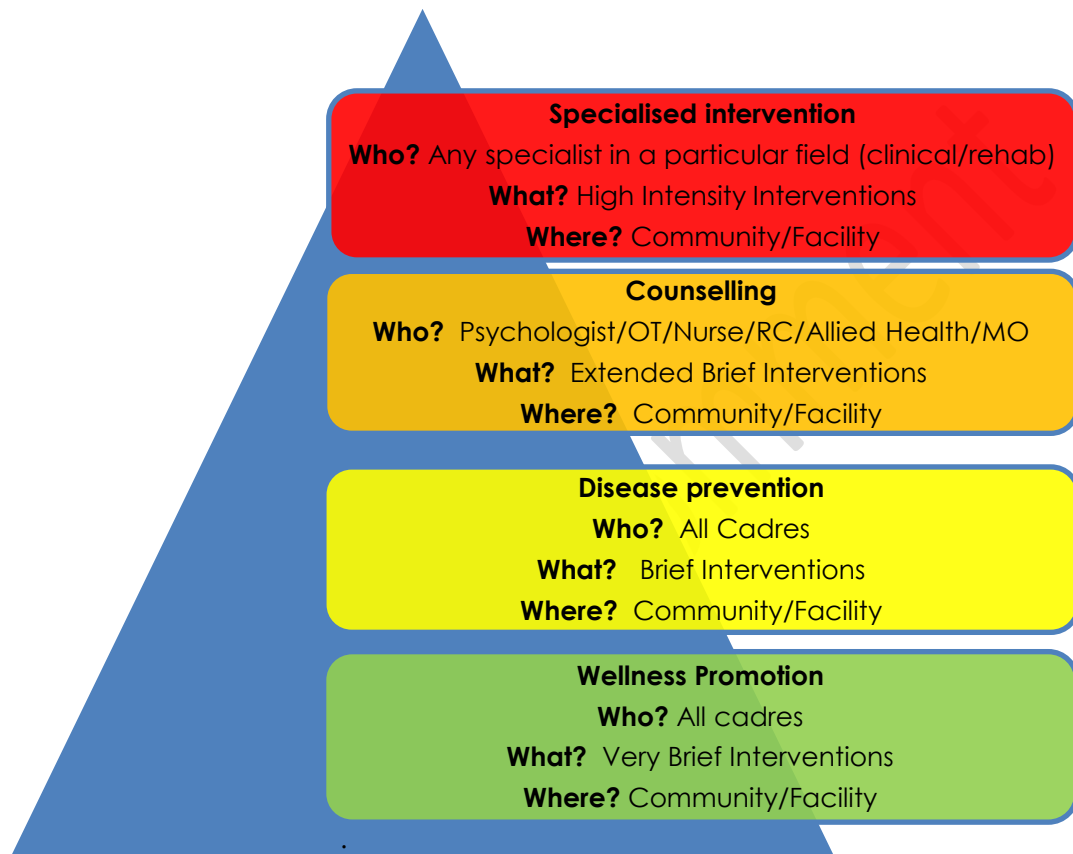 Specialised intervention
Who? Any specialist in a particular field (clinical/rehab)
What? High Intensity Interventions
Where? Community/Facility
Counselling
Who? Psychologist/OT/Nurse/RC/Allied Health/MO
What? Extended Brief Interventions
Where? Community/Facility
Disease prevention
Who? All Cadres
What? Brief Interventions
Where? Community/Facility
Wellness Promotion
Who? All cadres
What? Very Brief Interventions
Where? Community/Facility
.